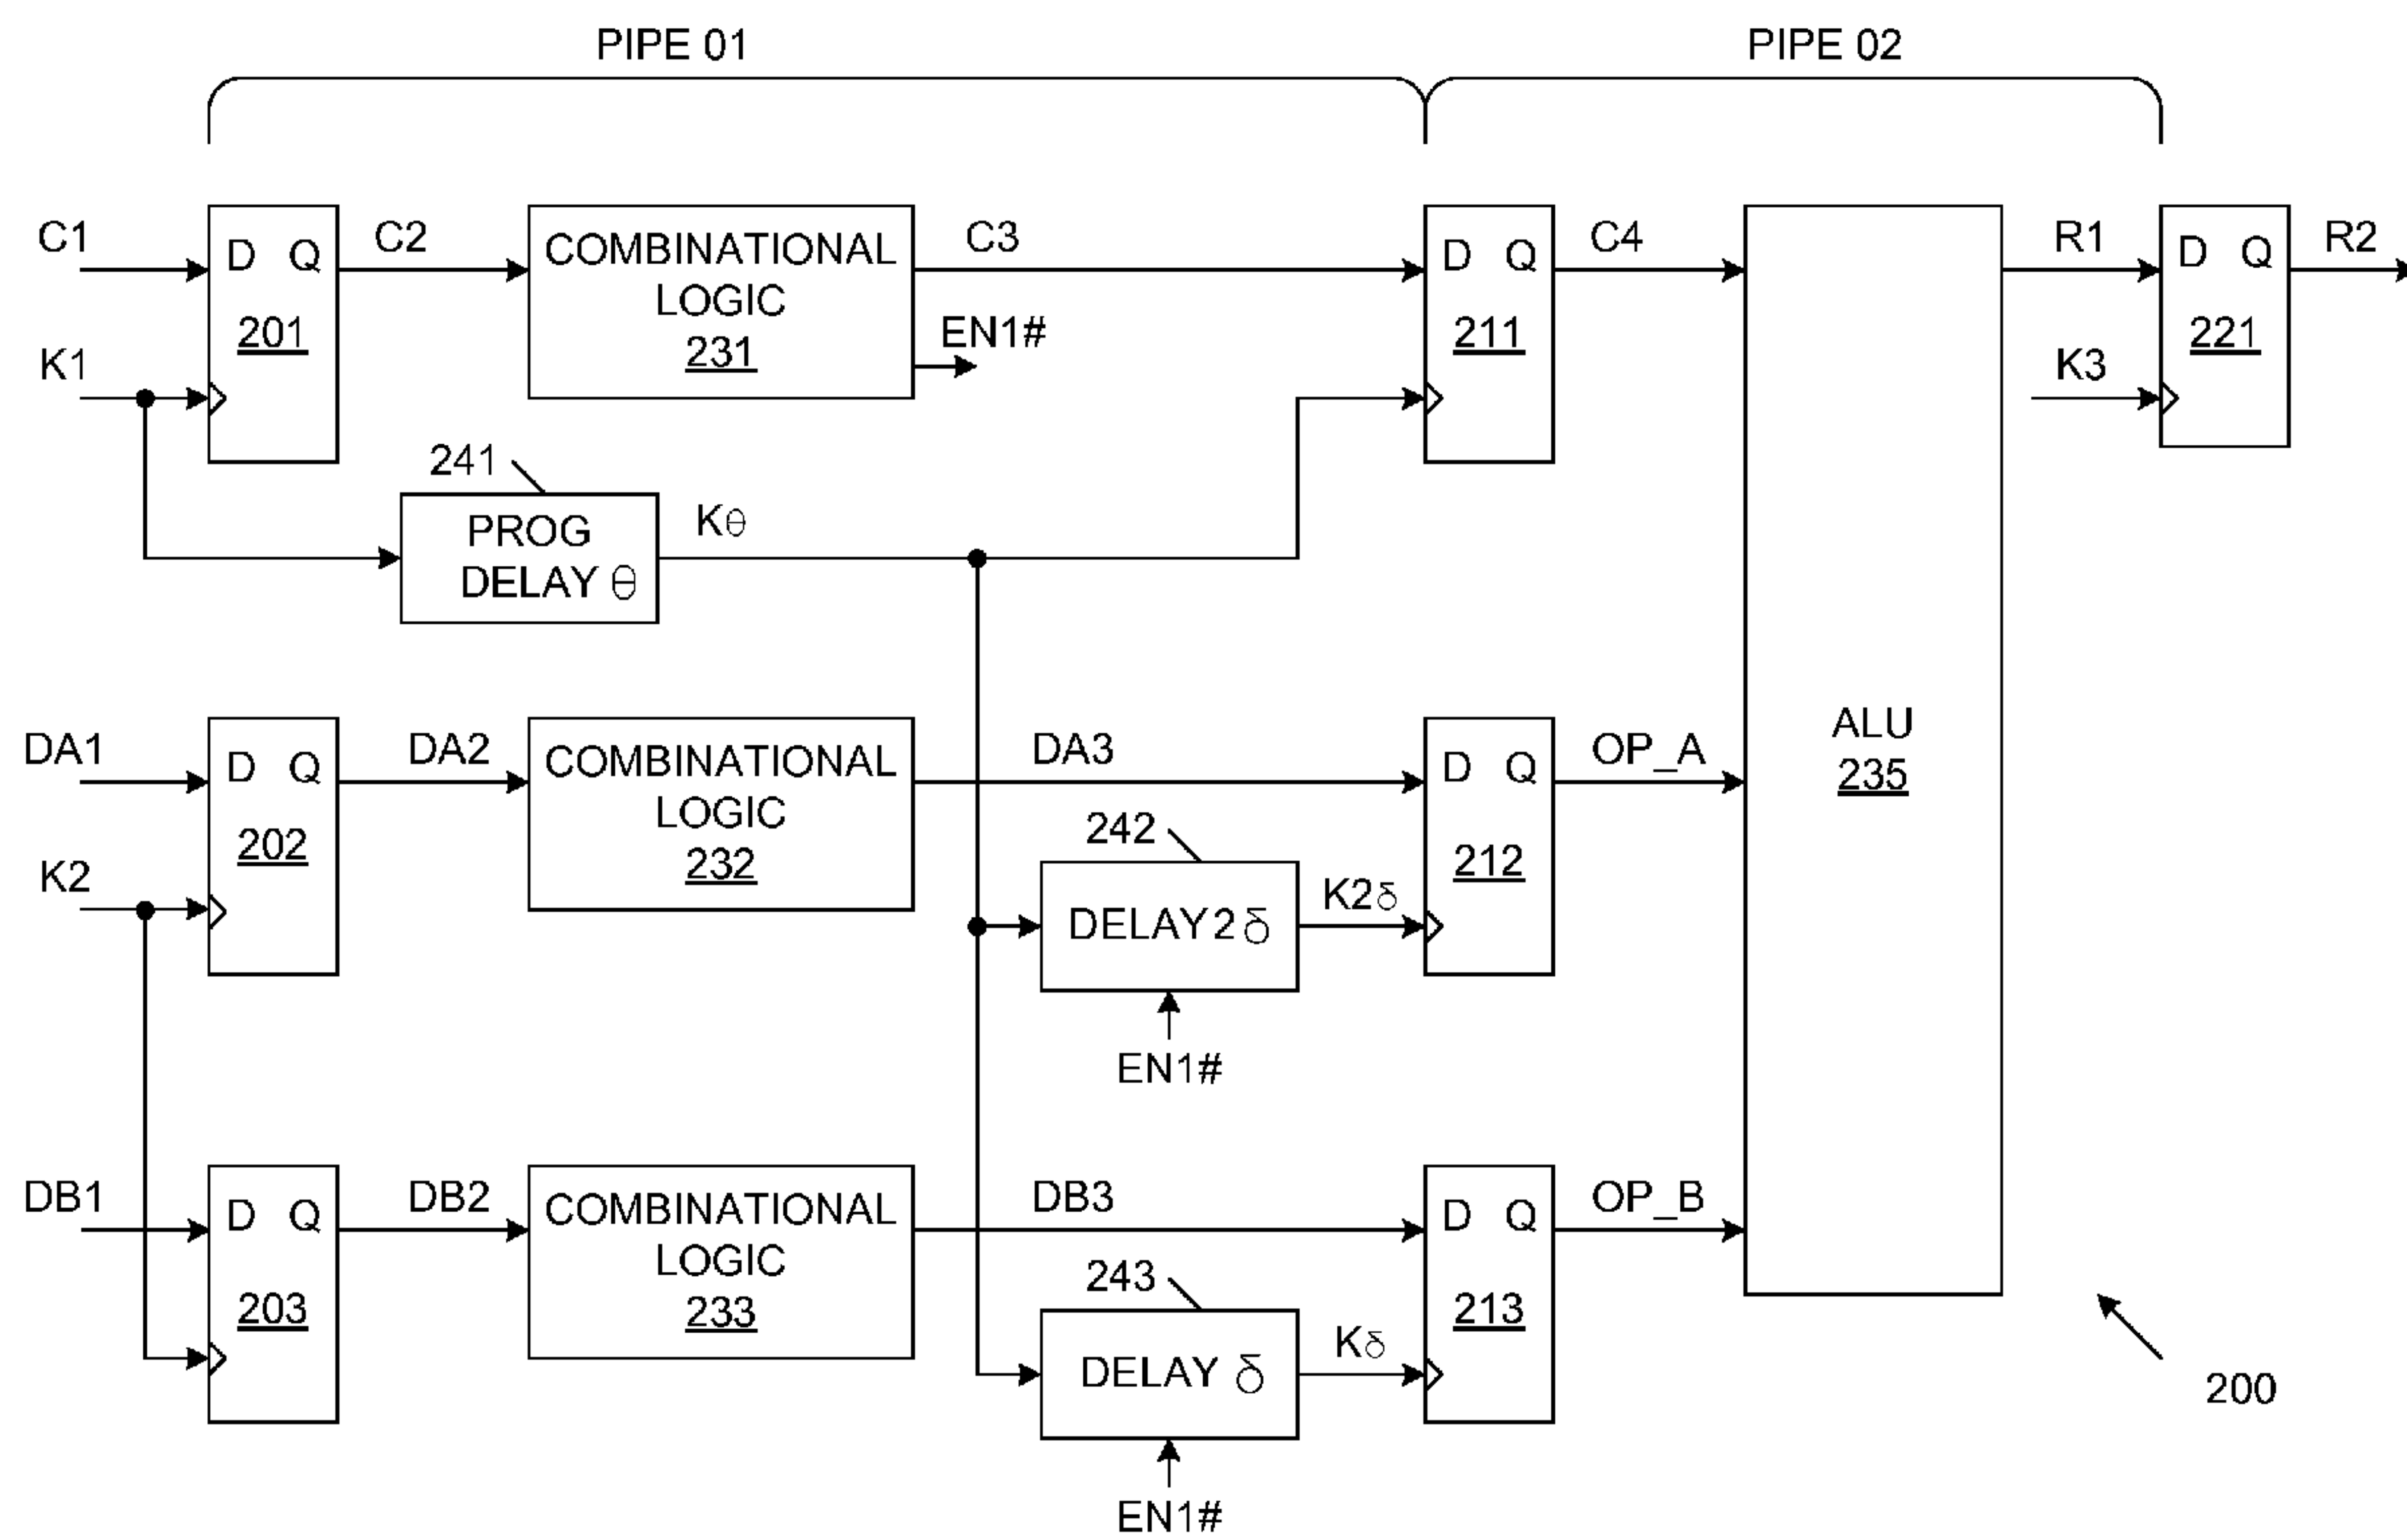 PIPE 01
PIPE 02
C1
D Q
201
C2
COMBINATIONAL
LOGIC
231
C3
EN1#
D Q
211
C4
R1
D Q
221
R2
K1
K3
241
PROG
DELAY θ
Kθ
DA1
D Q
202
DA2
COMBINATIONAL
LOGIC
232
DA3
D Q
212
OP_A
ALU
235
K2
242
DELAY2 δ
K2δ
EN1#
DB1
D Q
203
DB2
COMBINATIONAL
LOGIC
233
DB3
D Q
213
OP_B
243
DELAY δ
Kδ
EN1#
200